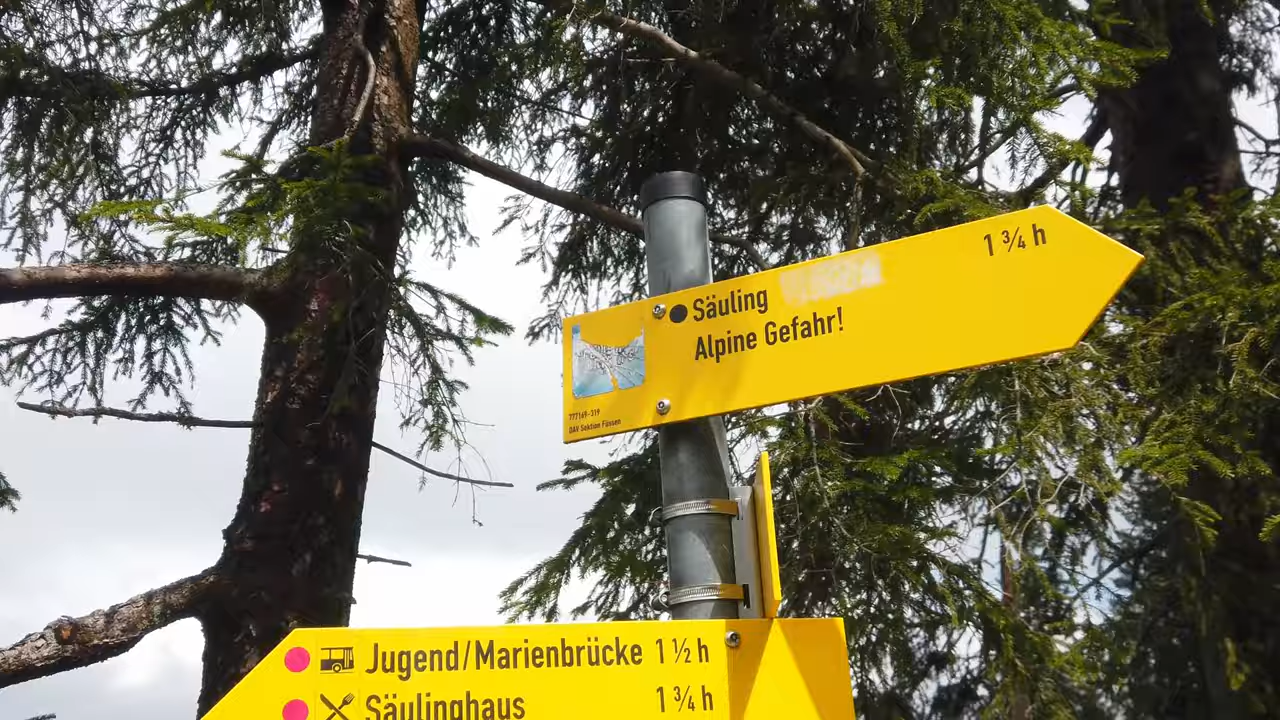 Säuling 1 ¾ h
Alpine Gefahr!
777169-319
DAV Sektion Füssen
Jugend/Marienbrücke 1 ½ h
Säulinghaus 1 ¾ h